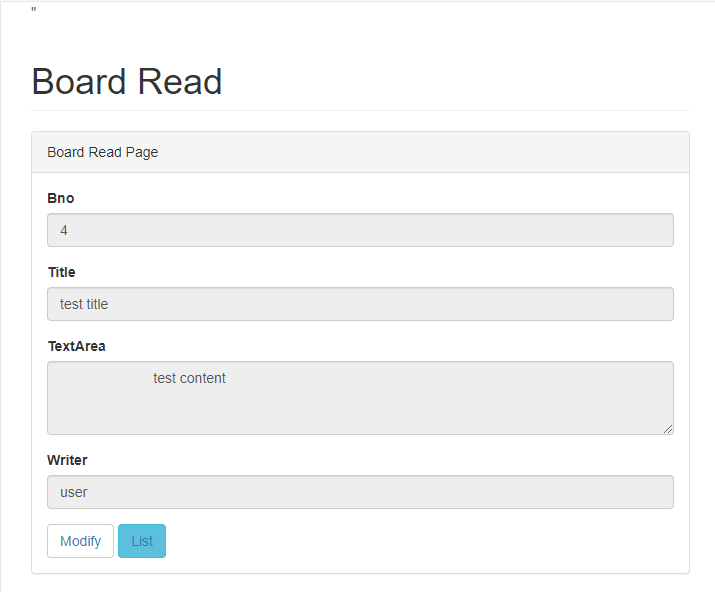 "
Board Read
Board Read Page
Bno
4
Title
test title
TextArea
test content
Writer
user
Modify List